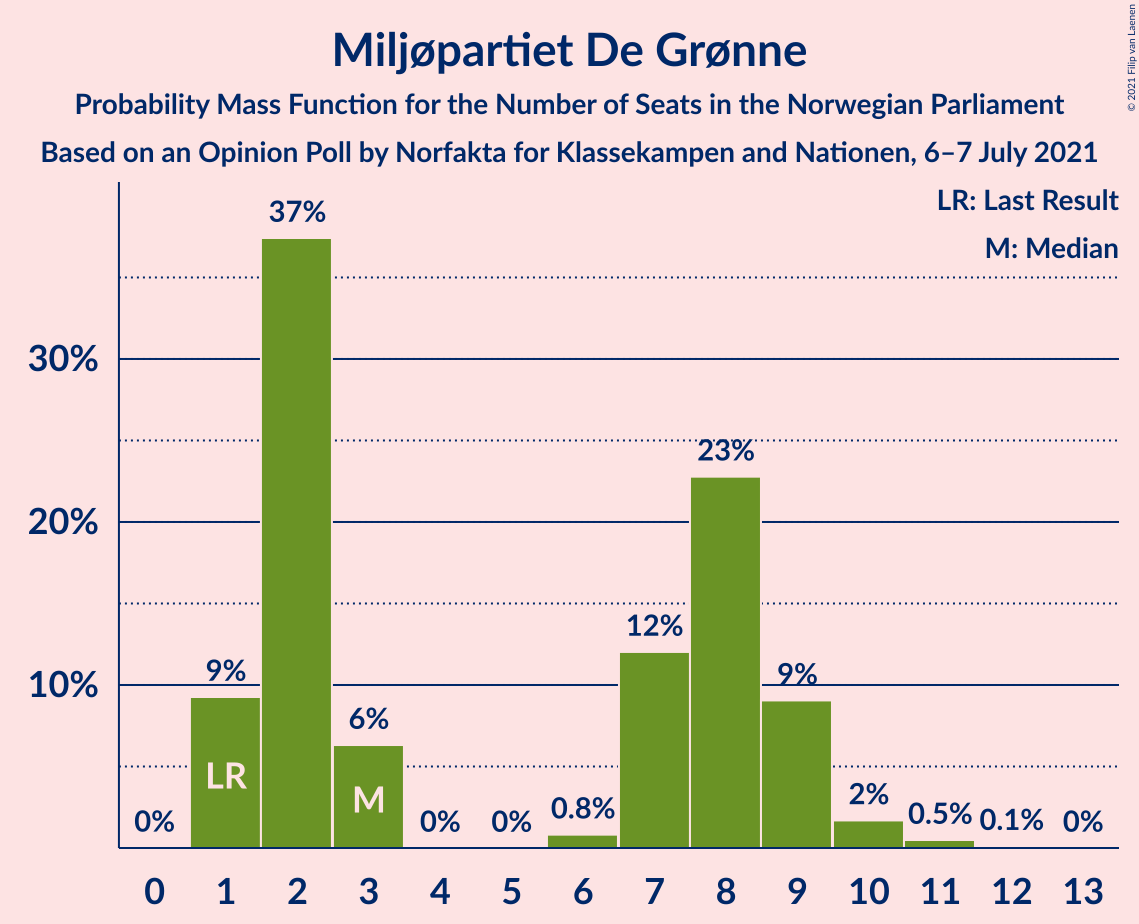 Miljøpartiet De Grønne
Probability Mass Function for the Number of Seats in the Norwegian Parliament
Based on an Opinion Poll by Norfakta for Klassekampen and Nationen, 6–7 July 2021
© 2021 Filip van Laenen
LR: Last Result
M: Median
30%
20%
10%
0%
9%
37%
6%
0%
0%
0.8%
12%
23%
9%
2%
0.5%
0.1%
0%
LR
M
0 1 2 3 4 5 6 7 8 9 10 11 12 13